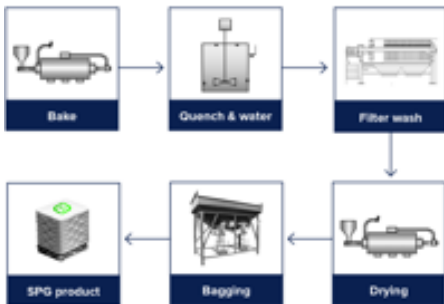 Bake
Quench & water
Filter wash
SPG product
Bagging
Drying